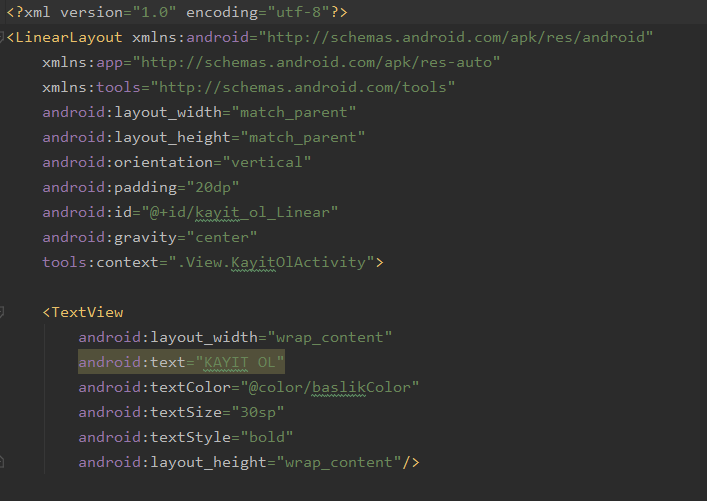 <?xml version="1.0" encoding="utf-8"?>
<LinearLayout xmlns:android="http://schemas.android.com/apk/res/android"
    xmlns:app="http://schemas.android.com/apk/res-auto"
    xmlns:tools="http://schemas.android.com/tools"
    android:layout_width="match_parent"
    android:layout_height="match_parent"
    android:orientation="vertical"
    android:padding="20dp"
    android:id="@+id/kayit_ol_Linear"
    android:gravity="center"
    tools:context=".View.KayitOlActivity">

    <TextView
        android:layout_width="wrap_content"
        android:text="KAYIT OL"
        android:textColor="@color/baslikColor"
        android:textSize="30sp"
        android:textStyle="bold"
        android:layout_height="wrap_content"/>